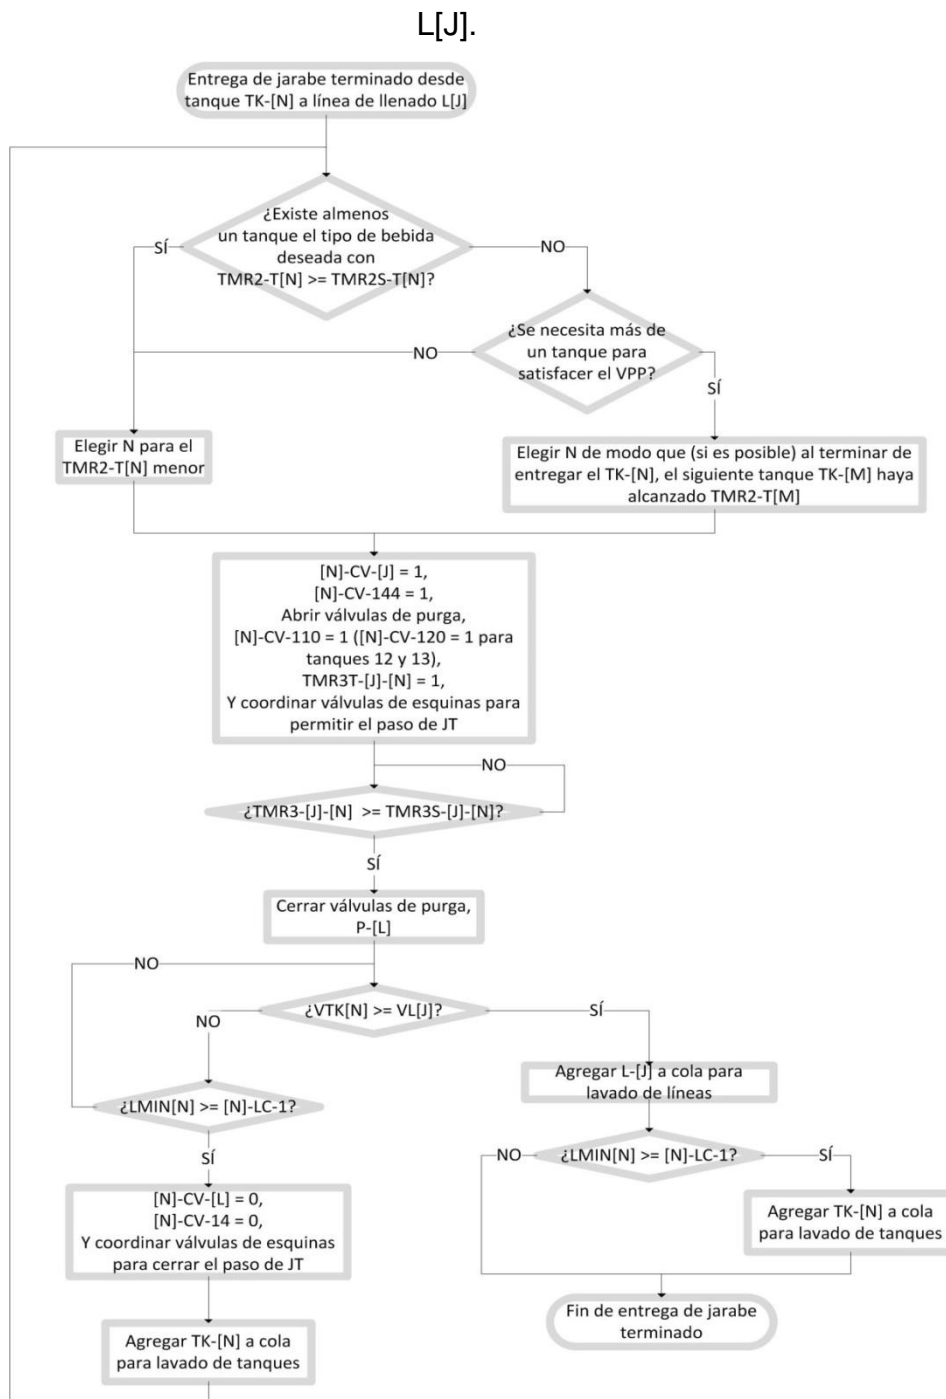 L[J].
Entrega de jarabe terminado desde
tanque TK-[N] a línea de llenado L[J]
¿Existe almenos
un tanque el tipo de bebida
deseada con
TMR2-T[N] >= TMR2S-T[N]?
SÍ
NO
¿Se necesita más de
un tanque para
satisfacer el VPP?
NO
SÍ
Elegir N para el
TMR2-T[N] menor
Elegir N de modo que (si es posible) al terminar de
entregar el TK-[N], el siguiente tanque TK-[M] haya
alcanzado TMR2-T[M]
[N]-CV-[J] = 1,
[N]-CV-144 = 1,
Abrir válvulas de purga,
[N]-CV-110 = 1 ([N]-CV-120 = 1 para
tanques 12 y 13),
TMR3T-[J]-[N] = 1,
Y coordinar válvulas de esquinas para
permitir el paso de JT
NO
¿TMR3-[J]-[N] >= TMR3S-[J]-[N]?
SÍ
Cerrar válvulas de purga,
P-[L]
NO
¿VTK[N] >= VL[J]?
NO
SÍ
¿LMIN[N] >= [N]-LC-1?
SÍ
[N]-CV-[L] = 0,
[N]-CV-14 = 0,
Y coordinar válvulas de esquinas
para cerrar el paso de JT
Agregar TK-[N] a cola
para lavado de tanques
Agregar L-[J] a cola para
lavado de líneas
NO
¿LMIN[N] >= [N]-LC-1?
SÍ
Agregar TK-[N] a cola
para lavado de tanques
Fin de entrega de jarabe
terminado